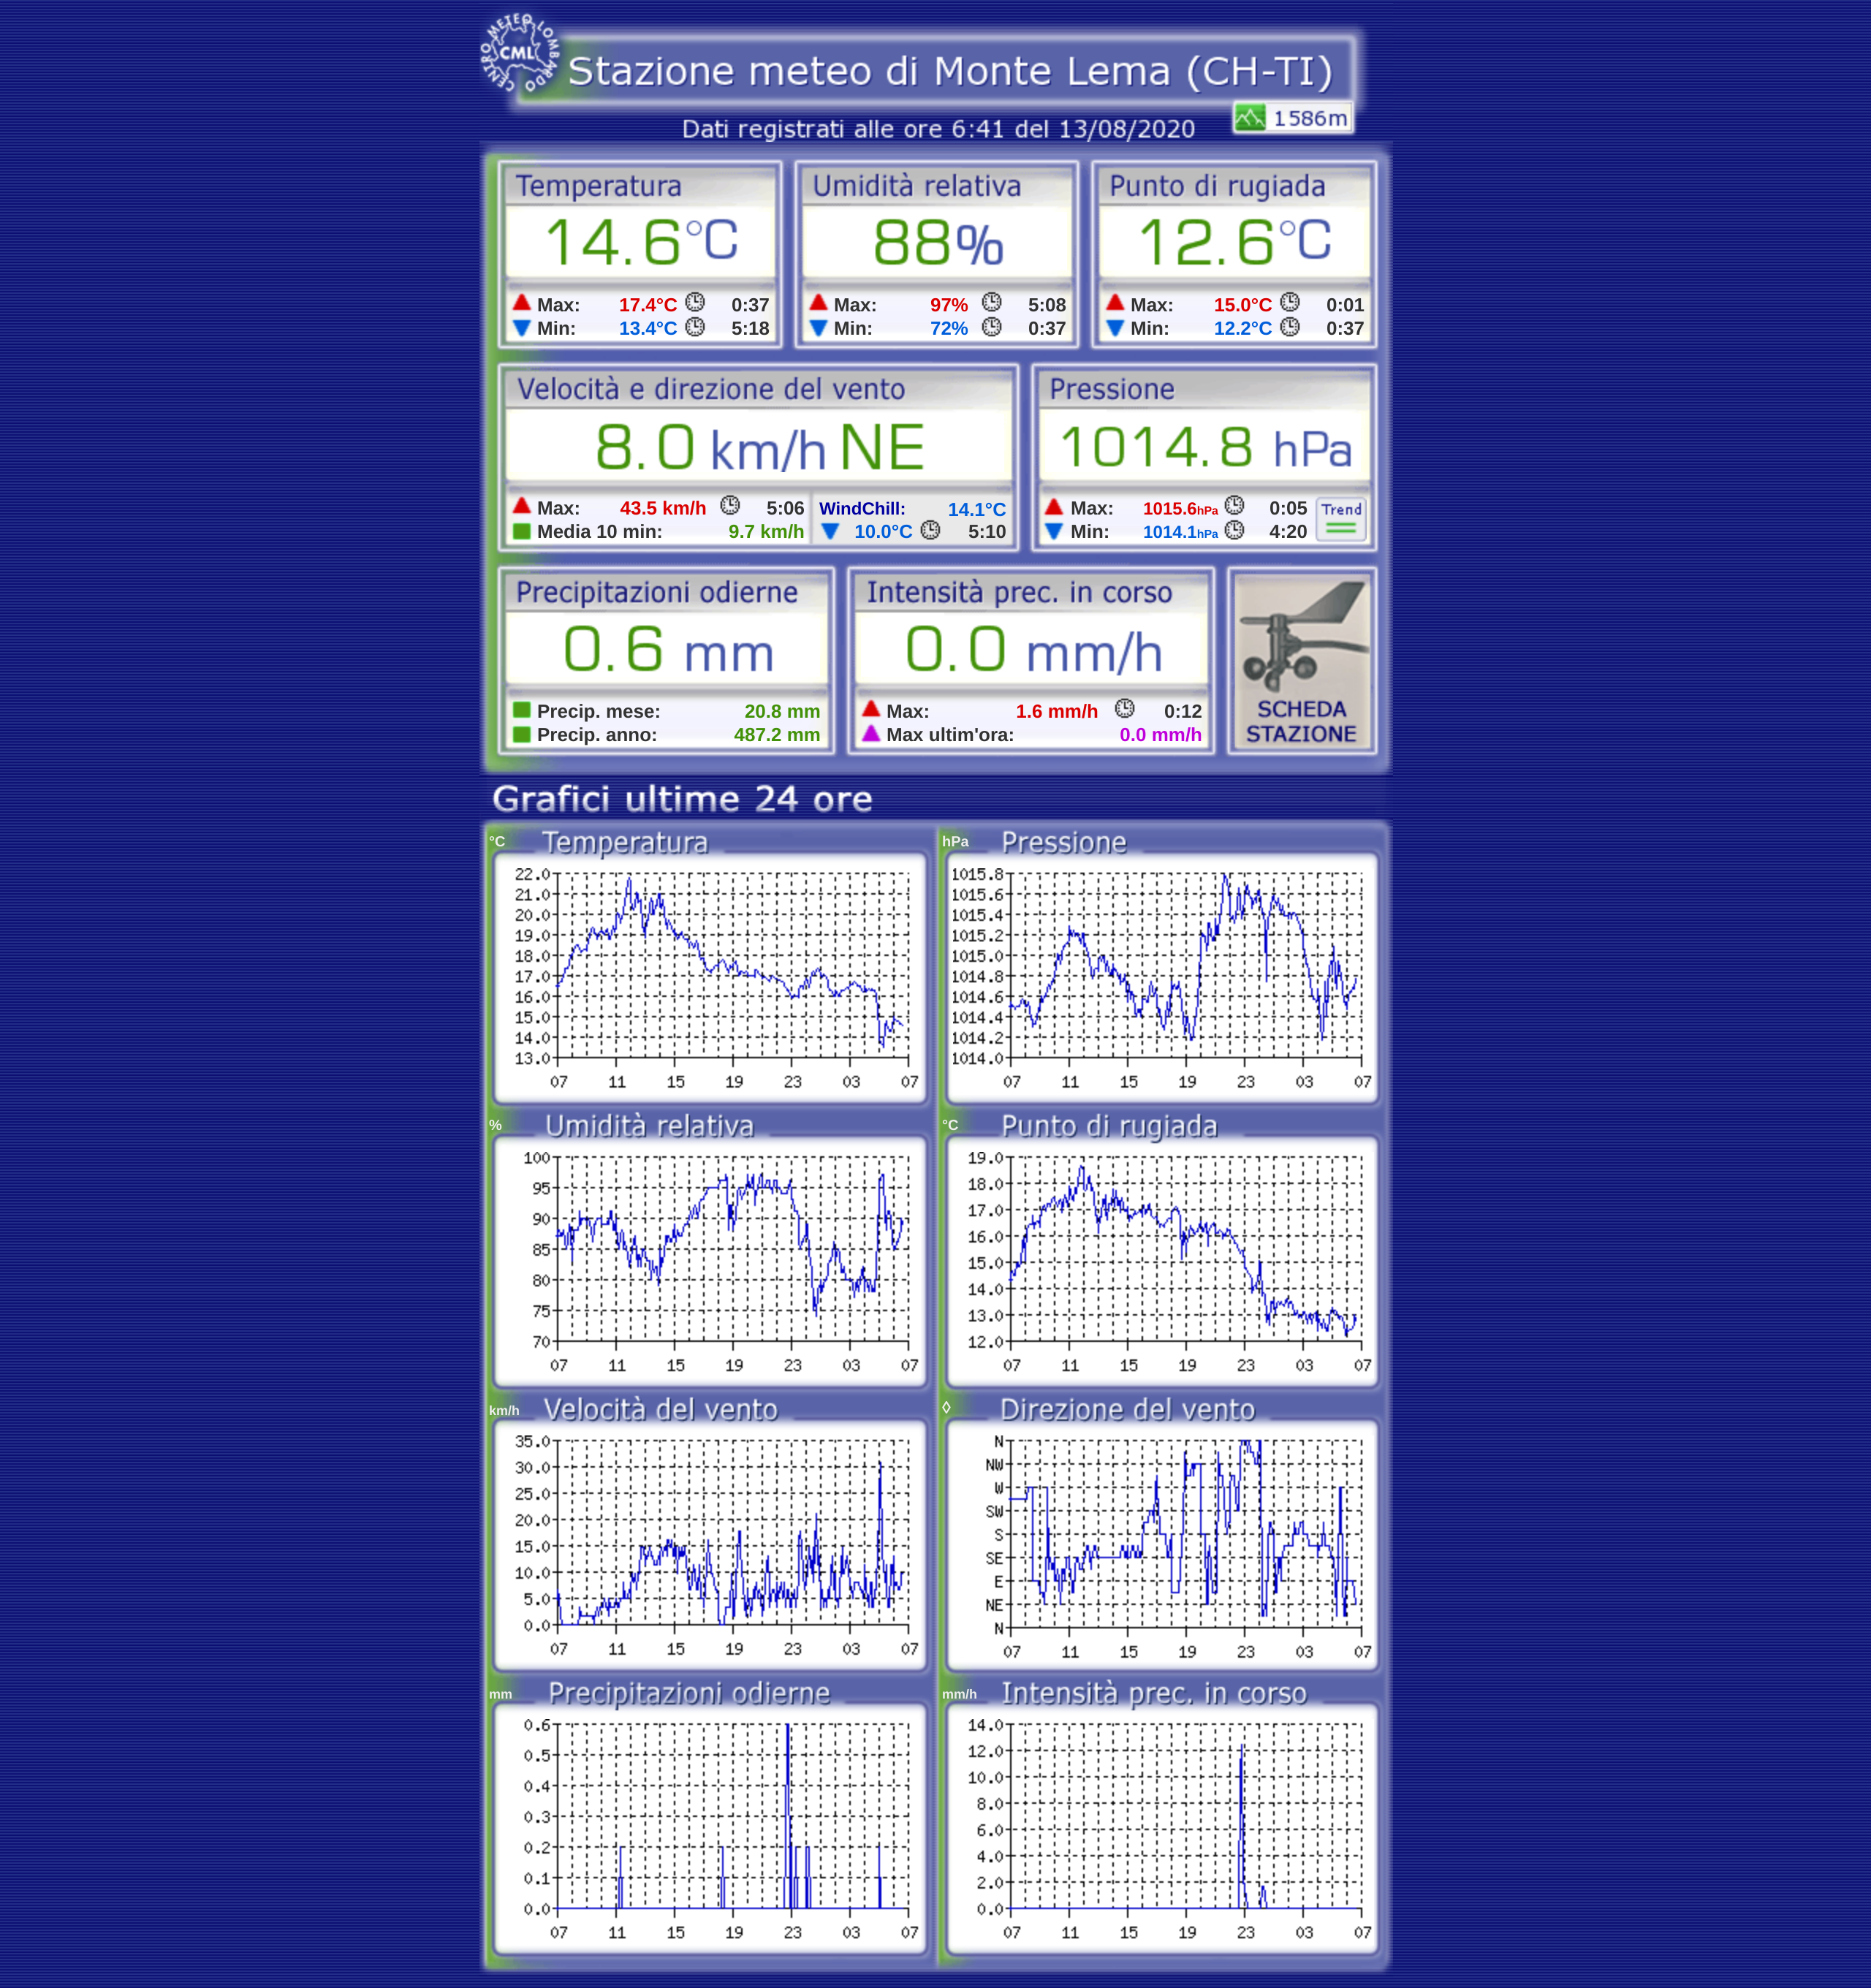 CENTRO METEO LOMBARDO
CML
Stazione meteo di Monte Lema (CH-TI)
1586m
Dati registrati alle ore 6:41 del 13/08/2020
Temperatura Umidità relativa Punto di rugiada
14.6°C 88% 12.6°C
Max: 17.4°C 0:37 Max: 97% 5:08 Max: 15.0°C 0:01
Min: 13.4°C 5:18 Min: 72% 0:37 Min: 12.2°C 0:37
Velocità e direzione del vento Pressione
8.0 km/h NE 1014.8 hPa
Max: 43.5 km/h 5:06 WindChill: 14.1°C Max: 1015.6hPa 0:05 Trend
Media 10 min: 9.7 km/h 10.0°C 5:10 Min: 1014.1hPa 4:20
Precipitazioni odierne Intensità prec. in corso
0.6 mm 0.0 mm/h
Precip. mese: 20.8 mm Max: 1.6 mm/h 0:12 SCHEDA
Precip. anno: 487.2 mm Max ultim'ora: 0.0 mm/h STAZIONE
Grafici ultime 24 ore
°C Temperatura
22.0
21.0
20.0
19.0
18.0
17.0
16.0
15.0
14.0
13.0
07 11 15 19 23 03 07
hPa Pressione
1015.8
1015.6
1015.4
1015.2
1015.0
1014.8
1014.6
1014.4
1014.2
1014.0
07 11 15 19 23 03 07
% Umidità relativa
100
95
90
85
80
75
70
07 11 15 19 23 03 07
°C Punto di rugiada
19.0
18.0
17.0
16.0
15.0
14.0
13.0
12.0
07 11 15 19 23 03 07
km/h Velocità del vento
35.0
30.0
25.0
20.0
15.0
10.0
5.0
0.0
07 11 15 19 23 03 07
◊ Direzione del vento
N
NW
W
SW
S
SE
E
NE
N
07 11 15 19 23 03 07
mm Precipitazioni odierne
0.6
0.5
0.4
0.3
0.2
0.1
0.0
07 11 15 19 23 03 07
mm/h Intensità prec. in corso
14.0
12.0
10.0
8.0
6.0
4.0
2.0
0.0
07 11 15 19 23 03 07